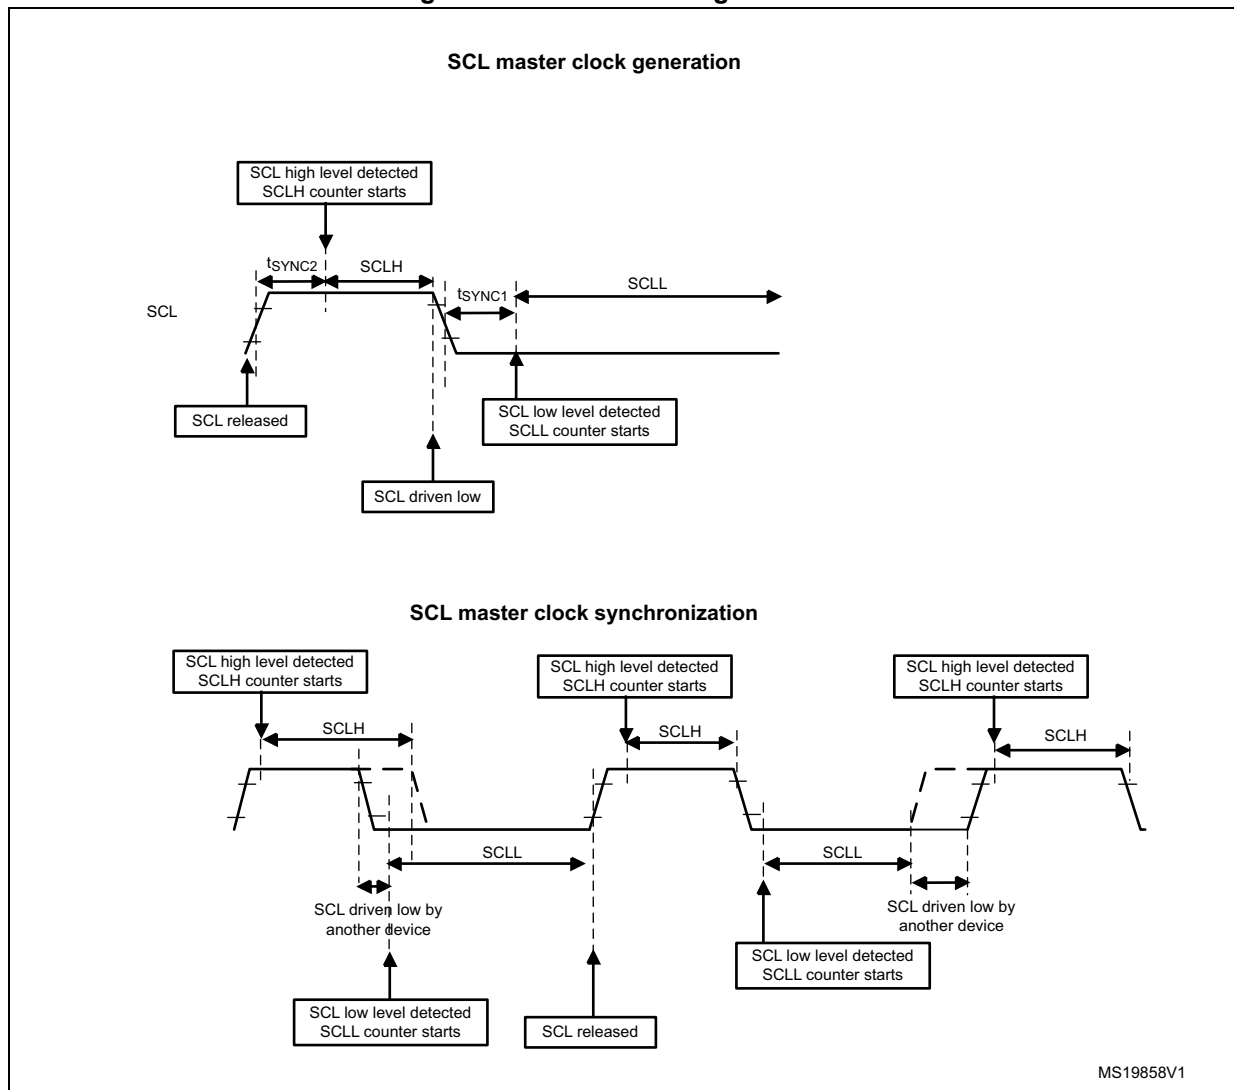 SCL master clock generation
SCL high level detected
SCLH counter starts
tSYNC2
SCLH
SCLL
tSYNC1
SCL
SCL released
SCL low level detected
SCLL counter starts
SCL driven low
SCL master clock synchronization
SCL high level detected
SCLH counter starts
SCL high level detected
SCLH counter starts
SCL high level detected
SCLH counter starts
SCLH
SCLH
SCLH
SCLL
SCLL
SCL driven low by
another device
SCL driven low by
another device
SCL low level detected
SCLL counter starts
SCL low level detected
SCLL counter starts
SCL released
MS19858V1